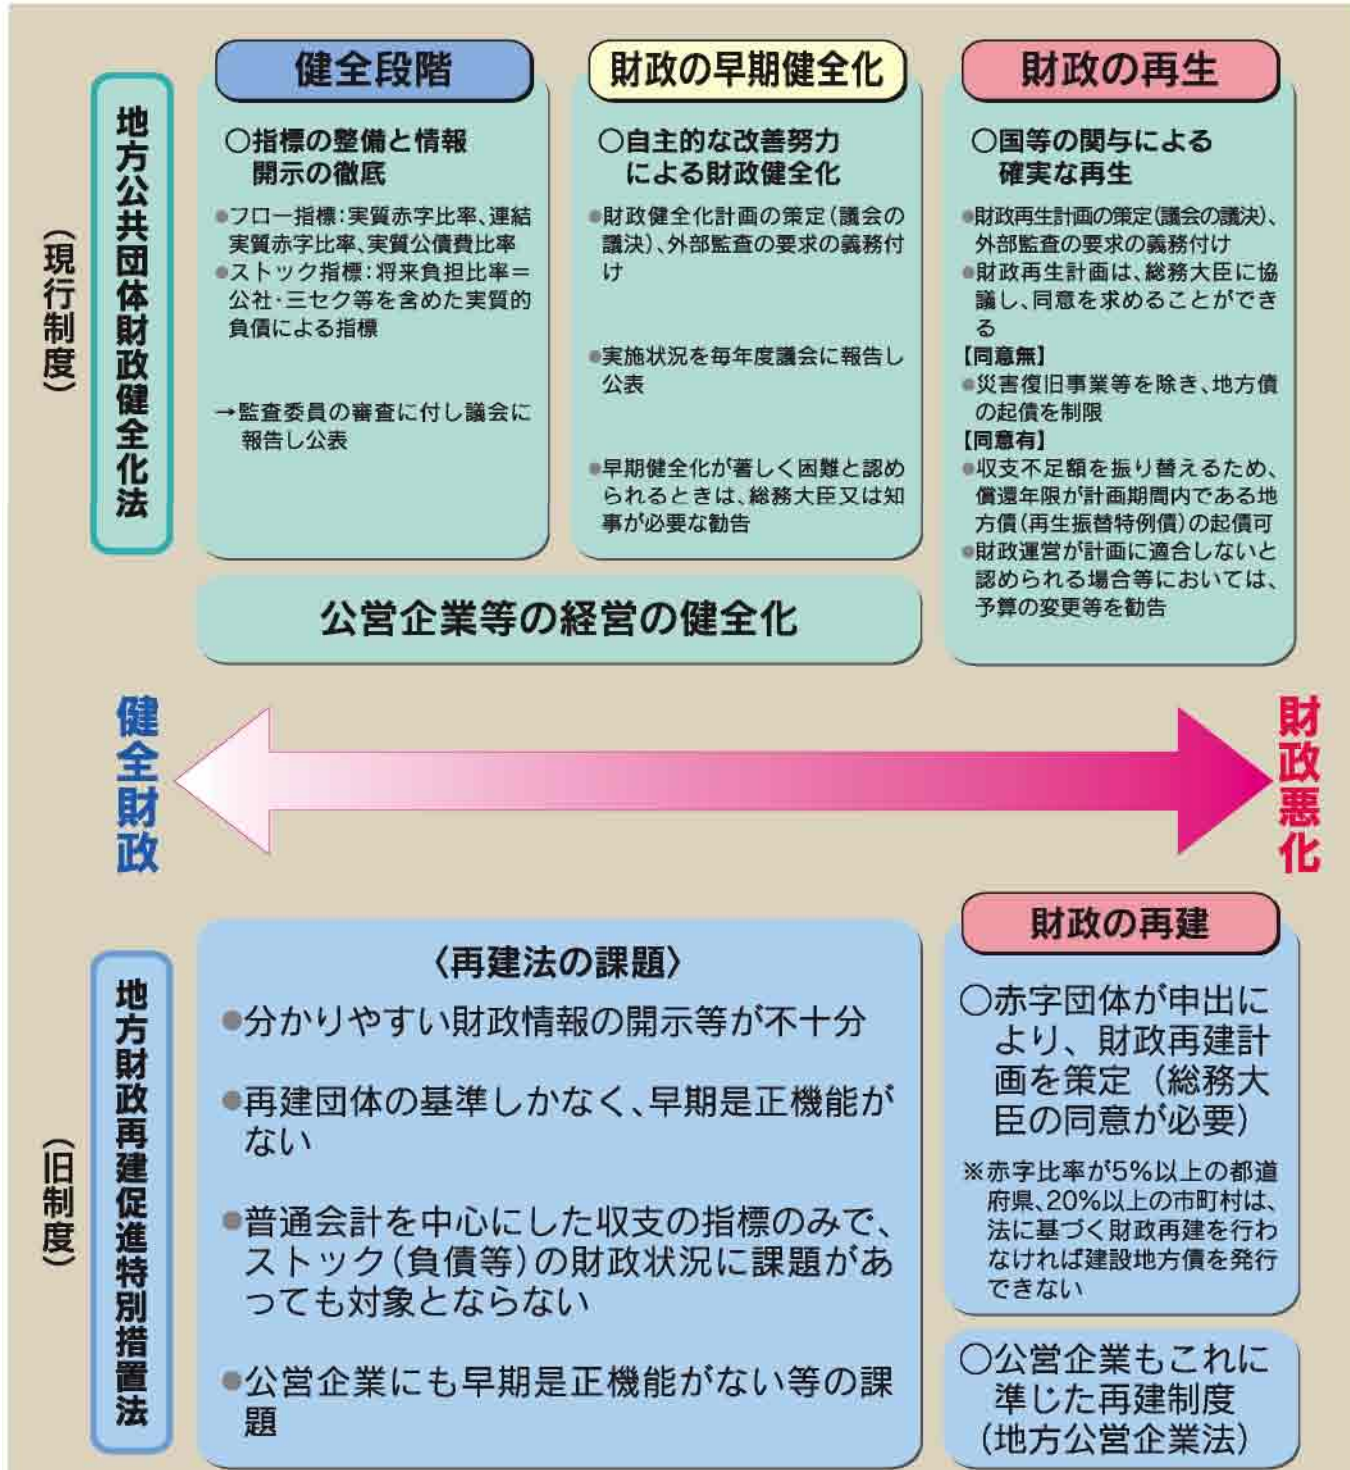 地方公共団体財政健全化法
（現行制度）
健全段階
○指標の整備と情報
開示の徹底
●フロー指標：実質赤字比率、連結
実質赤字比率、実質公債費比率
●ストック指標：将来負担比率＝
公社・三セク等を含めた実質的
負債による指標
→監査委員の審査に付し議会に
報告し公表
財政の早期健全化
○自主的な改善努力
による財政健全化
●財政健全化計画の策定（議会の
議決）、外部監査の要求の義務付
け
●実施状況を毎年度議会に報告し
公表
●早期健全化が著しく困難と認め
られるときは、総務大臣又は知
事が必要な勧告
財政の再生
○国等の関与による
確実な再生
●財政再生計画の策定（議会の議決）、
外部監査の要求の義務付け
●財政再生計画は、総務大臣に協
議し、同意を求めることができ
る
【同意無】
●災害復旧事業等を除き、地方債
の起債を制限
【同意有】
●収支不足額を振り替えるため、
償還年限が計画期間内である地
方債（再生振替特例債）の起債可
●財政運営が計画に適合しないと
認められる場合等においては、
予算の変更等を勧告
公営企業等の経営の健全化
健全財政
財政悪化
地方財政再建促進特別措置法
（旧制度）
〈再建法の課題〉
●分かりやすい財政情報の開示等が不十分
●再建団体の基準しかなく、早期是正機能が
ない
●普通会計を中心にした収支の指標のみで、
ストック（負債等）の財政状況に課題があ
っても対象とならない
●公営企業にも早期是正機能がない等の課
題
財政の再建
○赤字団体が申出に
より、財政再建計
画を策定（総務大
臣の同意が必要）
※赤字比率が5%以上の都道
府県、20%以上の市町村は、
法に基づく財政再建を行わ
なければ建設地方債を発行
できない
○公営企業もこれに
準じた再建制度
（地方公営企業法）